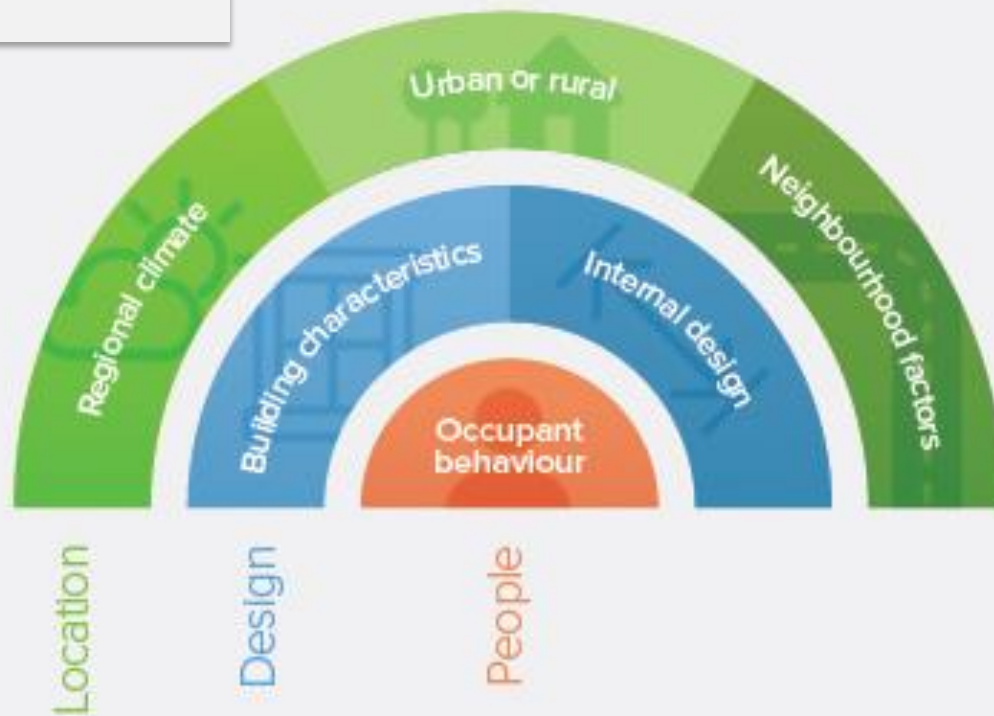 Urban or rural
Regional climate
Neighbourhood factors
Building characteristics
Internal design
Occupant
behaviour
Location
Design
People